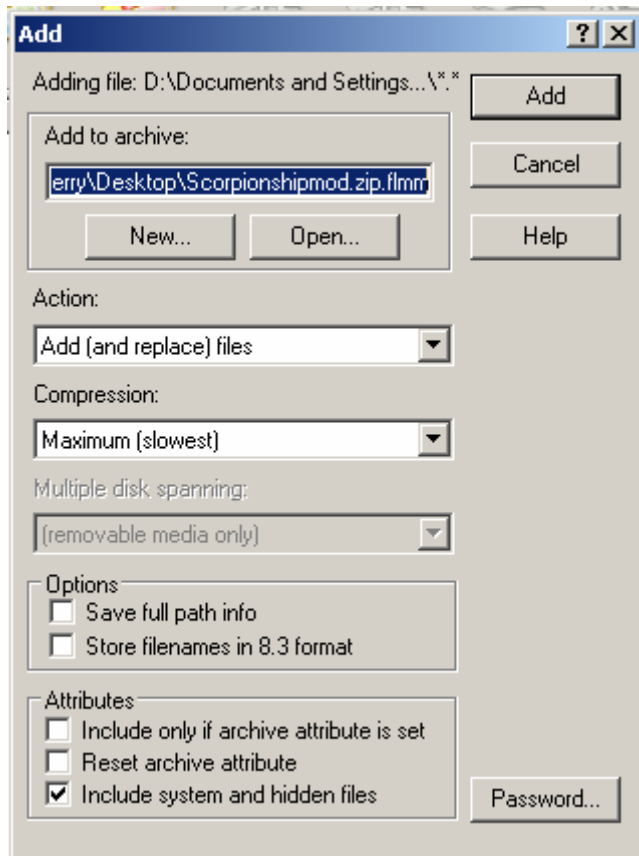 Add
Adding file: D:\Documents and Settings...\*.*
Add
Add to archive:
erry\Desktop\Scorpionshipmod.zip.flmm
Cancel
New...
Open...
Help
Action:
Add (and replace) files
Compression:
Maximum (slowest)
Multiple disk spanning:
(removable media only)
Options
Save full path info
Store filenames in 8.3 format
Attributes
Include only if archive attribute is set
Reset archive attribute
Include system and hidden files
Password...